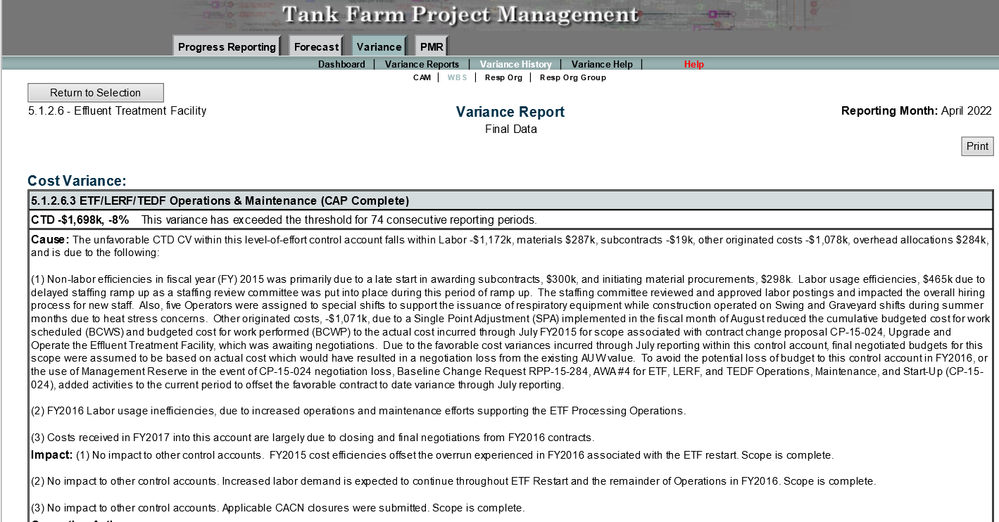 Tank Farm Project Management
Progress Reporting Forecast Variance PMR
Dashboard | Variance Reports | Variance History | Variance Help | Help
CAM | WBS | Resp Org | Resp Org Group
Return to Selection
5.1.2.6 - Effluent Treatment Facility
Variance Report
Reporting Month: April 2022
Final Data
Print
Cost Variance:
5.1.2.6.3 ETF/LERF/TEDF Operations & Maintenance (CAP Complete)
CTD -$1,698k, -8% This variance has exceeded the threshold for 74 consecutive reporting periods.
Cause: The unfavorable CTD CV within this level-of-effort control account falls within Labor -$1,172k, materials $287k, subcontracts -$19k, other originated costs -$1,078k, overhead allocations $284k,
and is due to the following:
(1) Non-labor efficiencies in fiscal year (FY) 2015 was primarily due to a late start in awarding subcontracts, $300k, and initiating material procurements, $298k. Labor usage efficiencies, $465k due to
delayed staffing ramp up as a staffing review committee was put into place during this period of ramp up. The staffing committee reviewed and approved labor postings and impacted the overall hiring
process for new staff. Also, five Operators were assigned to special shifts to support the issuance of respiratory equipment while construction operated on Swing and Graveyard shifts during summer
months due to heat stress concerns. Other originated costs, -$1,071k, due to a Single Point Adjustment (SPA) implemented in the fiscal month of August reduced the cumulative budgeted cost for work
scheduled (BCWS) and budgeted cost for work performed (BCWP) to the actual cost incurred through July FY2015 for scope associated with contract change proposal CP-15-024, Upgrade and
Operate the Effluent Treatment Facility, which was awaiting negotiations. Due to the favorable cost variances incurred through July reporting within this control account, final negotiated budgets for this
scope were assumed to be based on actual cost which would have resulted in a negotiation loss from the existing AUW value. To avoid the potential loss of budget to this control account in FY2016, or
the use of Management Reserve in the event of CP-15-024 negotiation loss, Baseline Change Request RPP-15-284, AWA #4 for ETF, LERF, and TEDF Operations, Maintenance, and Start-Up (CP-15-
024), added activities to the current period to offset the favorable contract to date variance through July reporting.
(2) FY2016 Labor usage inefficiencies, due to increased operations and maintenance efforts supporting the ETF Processing Operations.
(3) Costs received in FY2017 into this account are largely due to closing and final negotiations from FY2016 contracts.
Impact: (1) No impact to other control accounts. FY2015 cost efficiencies offset the overrun experienced in FY2016 associated with the ETF restart. Scope is complete.
(2) No impact to other control accounts. Increased labor demand is expected to continue throughout ETF Restart and the remainder of Operations in FY2016. Scope is complete.
(3) No impact to other control accounts. Applicable CACN closures were submitted. Scope is complete.